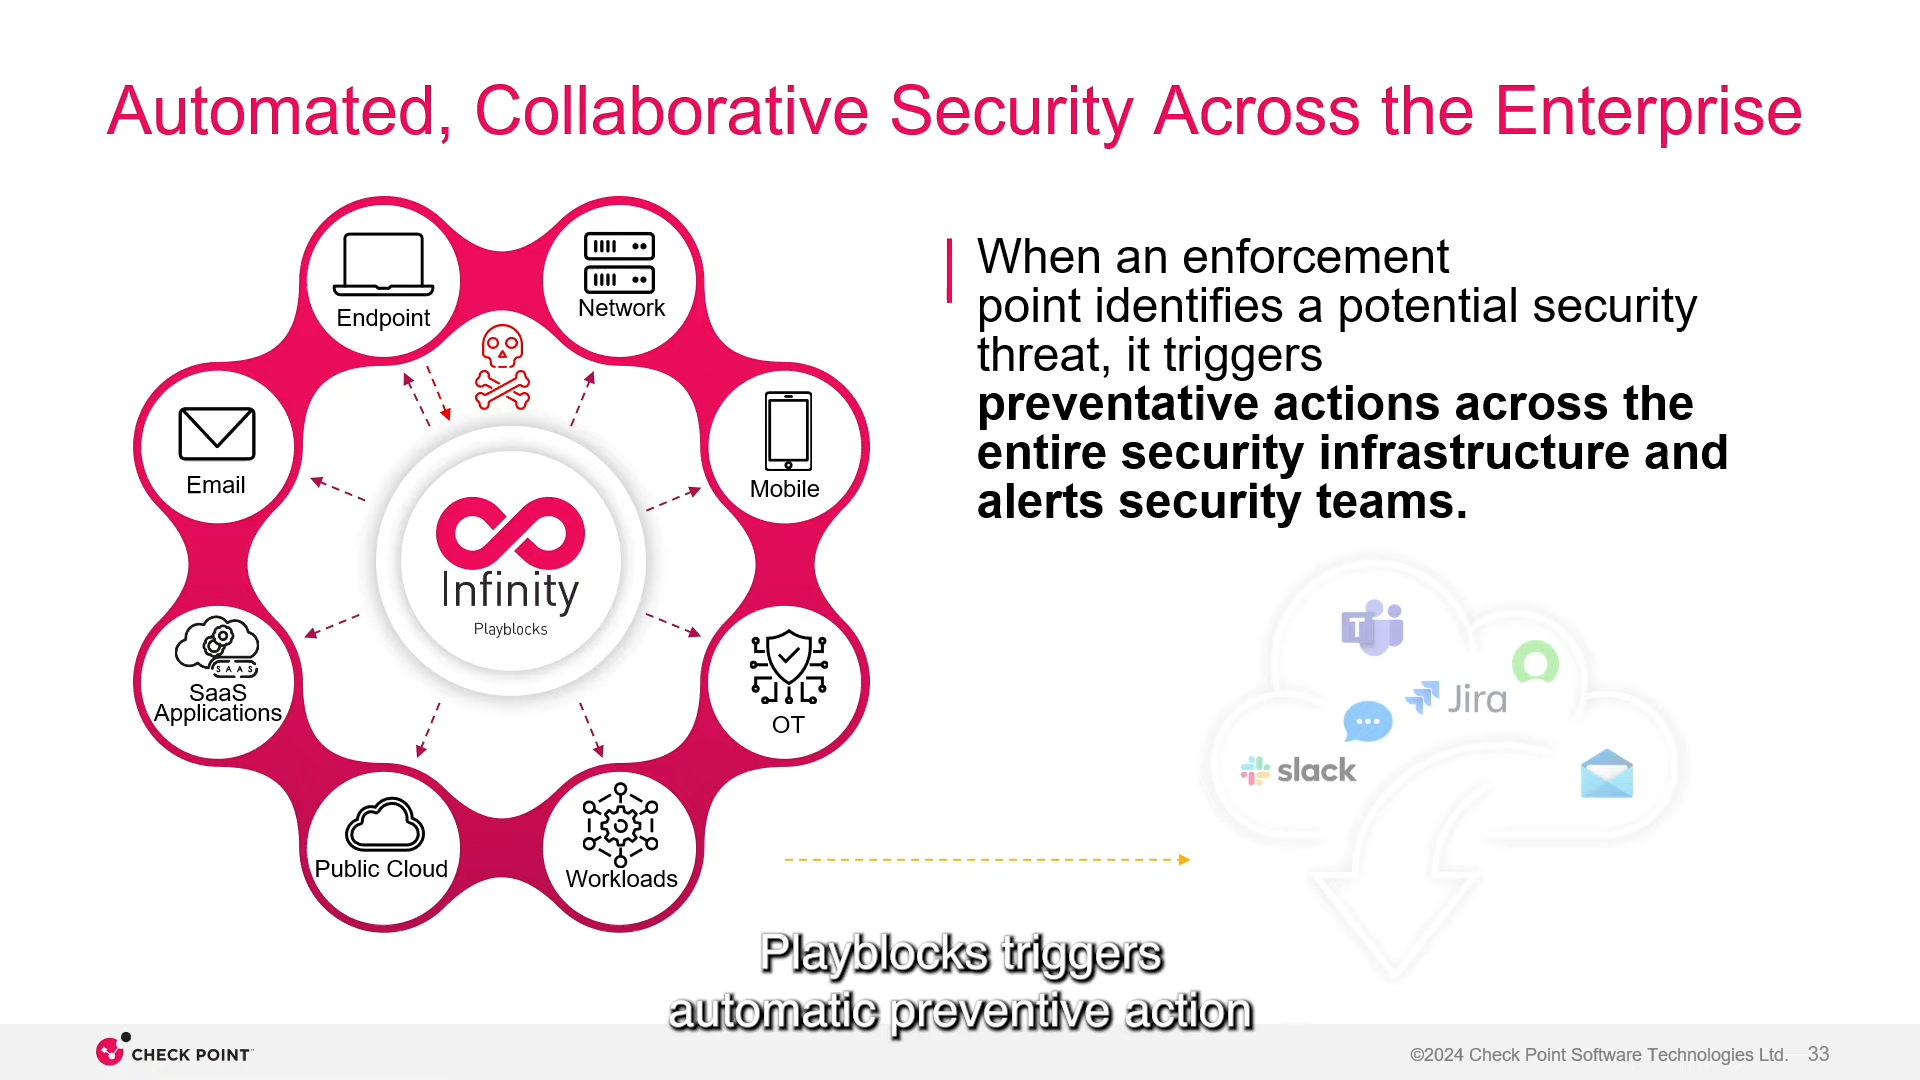 Automated, Collaborative Security Across the Enterprise
Endpoint
Network
Email
Mobile
Infinity
Playblocks
SAAS
SaaS
Applications
OT
Public Cloud
Workloads
When an enforcement
point identifies a potential security
threat, it triggers
preventative actions across the
entire security infrastructure and
alerts security teams.
T
Jira
slack
Playblocks triggers
automatic preventive action
CHECK POINT
©2024 Check Point Software Technologies Ltd. 33